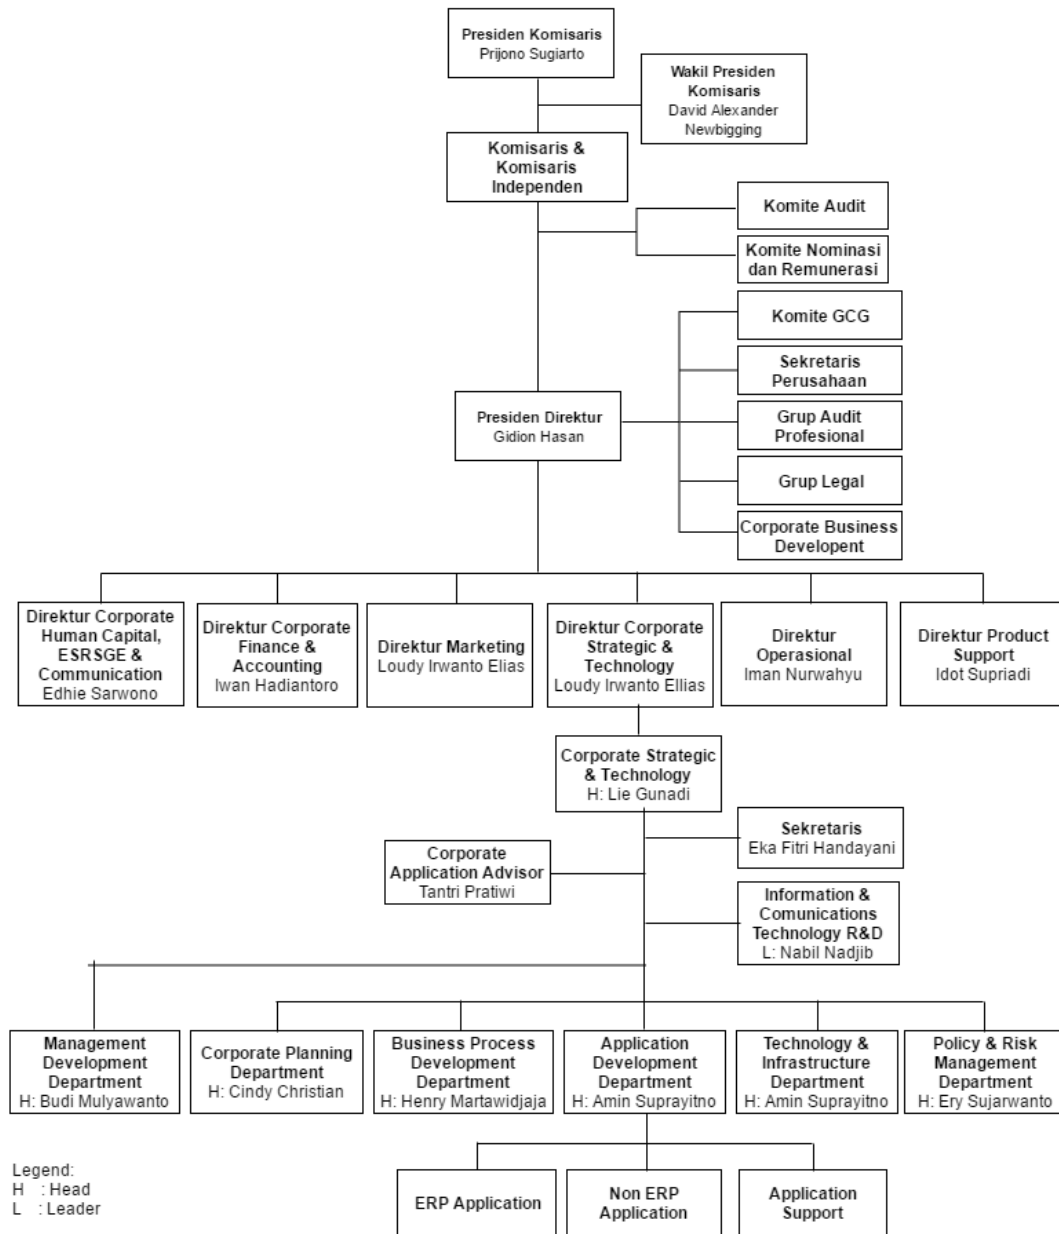 Presiden Komisaris
Prijono Sugiarto
Wakil Presiden
Komisaris
David Alexander
Newbigging
Komisaris &
Komisaris
Independen
Komite Audit
Komite Nominasi
dan Remunerasi
Komite GCG
Sekretaris
Perusahaan
Presiden Direktur
Gidion Hasan
Grup Audit
Profesional
Grup Legal
Corporate Business
Developent
Direktur Corporate
Human Capital,
ESRSGE &
Communication
Edhie Sarwono
Direktur Corporate
Finance &
Accounting
Iwan Hadiantoro
Direktur Marketing
Loudy Irwanto Elias
Direktur Corporate
Strategic &
Technology
Loudy Irwanto Ellias
Direktur
Operasional
Iman Nurwahyu
Direktur Product
Support
Idot Supriadi
Corporate Strategic
& Technology
H: Lie Gunadi
Sekretaris
Eka Fitri Handayani
Corporate
Application Advisor
Tantri Pratiwi
Information &
Comunications
Technology R&D
L: Nabil Nadjib
Management
Development
Department
H: Budi Mulyawanto
Corporate Planning
Department
H: Cindy Christian
Business Process
Development
Department
H: Henry Martawidjaja
Application
Development
Department
H: Amin Suprayitno
Technology &
Infrastructure
Department
H: Amin Suprayitno
Policy & Risk
Management
Department
H: Ery Sujarwanto
Legend:
H : Head
L : Leader
ERP Application
Non ERP
Application
Application
Support